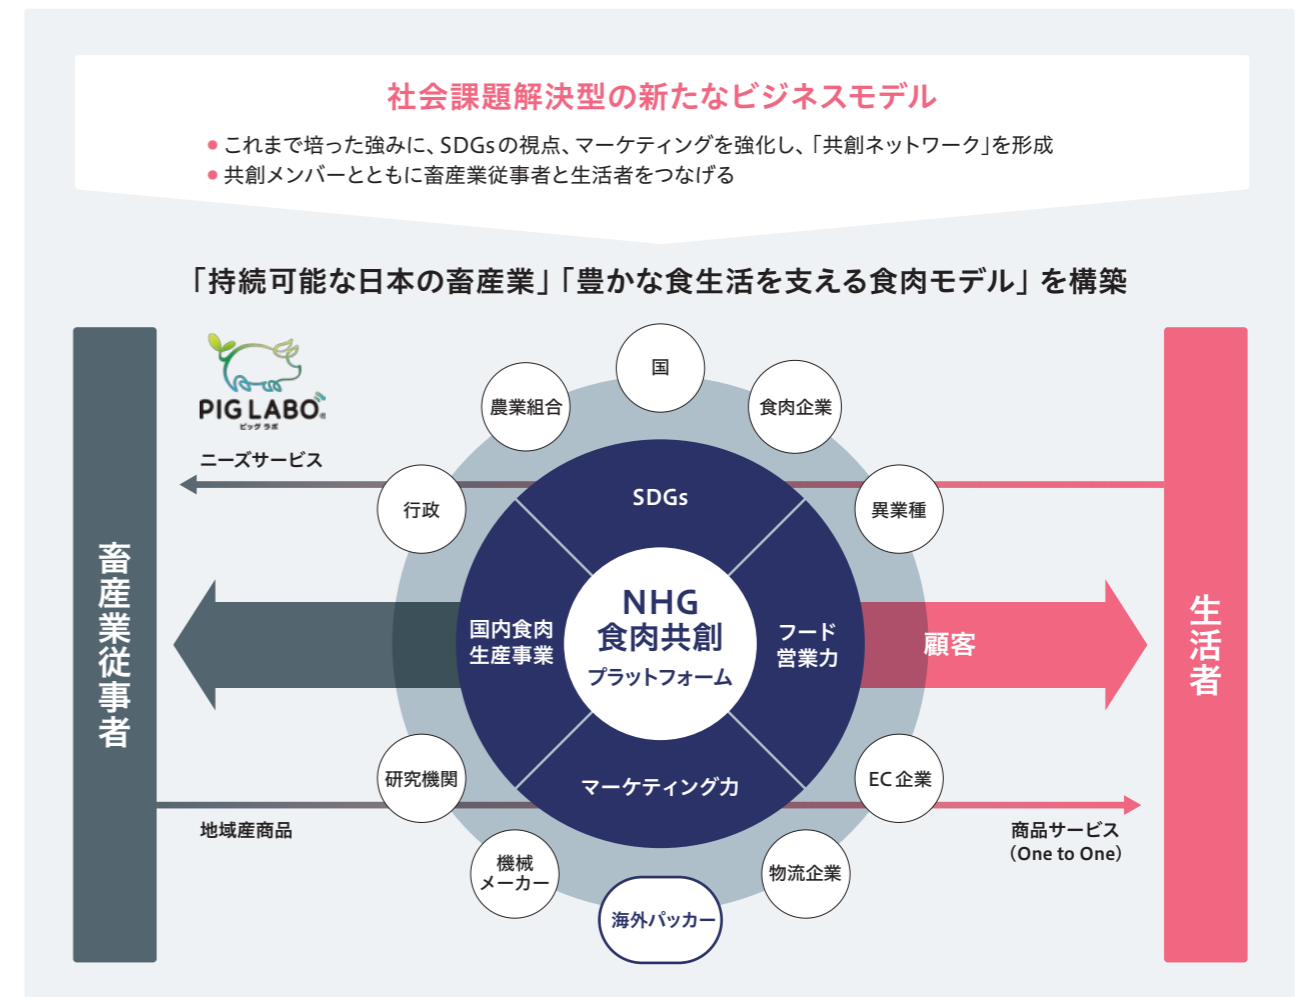 社会課題解決型の新たなビジネスモデル
● これまで培った強みに、SDGsの視点、マーケティングを強化し、「共創ネットワーク」を形成
● 共創メンバーとともに畜産業従事者と生活者をつなげる
「持続可能な日本の畜産業」「豊かな食生活を支える食肉モデル」を構築
国
農業組合
食肉企業
PIG LABO
ピッグ ラボ
ニーズサービス
行政
SDGs
異業種
畜産業従事者
国内食肉
生産事業
NHG
食肉共創
プラットフォーム
フード
営業力
顧客
生活者
研究機関
マーケティング力
EC企業
地域産商品
商品サービス
（One to One）
機械
メーカー
物流企業
海外パッカー